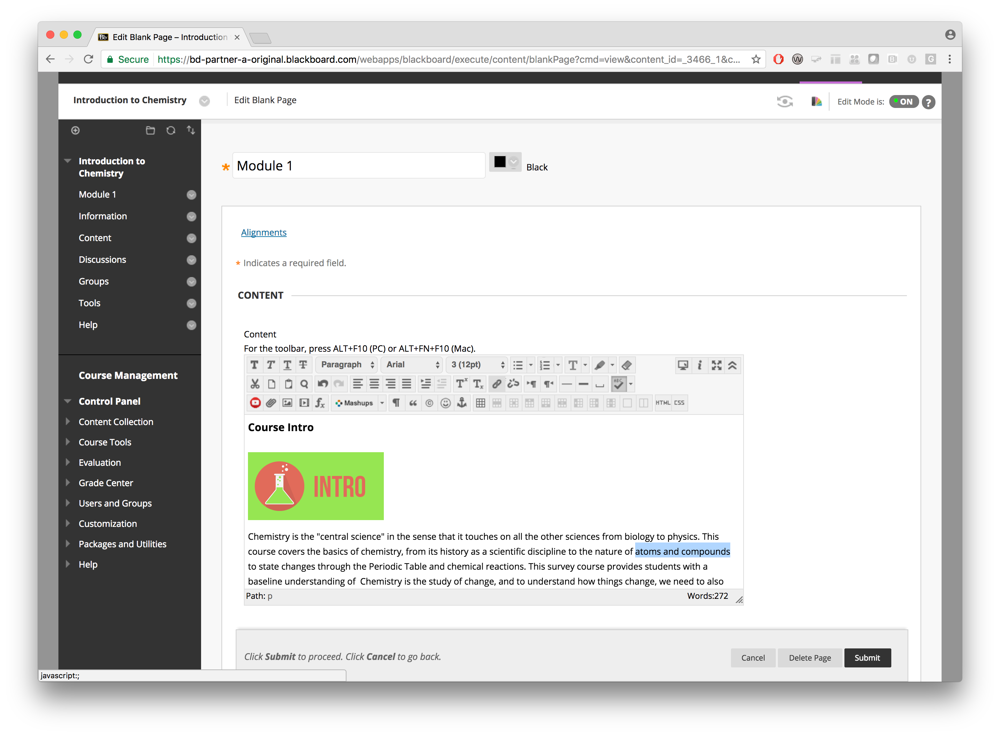 Bb Edit Blank Page – Introduction
Secure https://bd-partner-a-original.blackboard.com/webapps/blackboard/execute/content/blankPage?cmd=view&content_id=_3466_1&c...
Introduction to Chemistry Edit Blank Page Edit Mode is: ON ?
Introduction to
Chemistry
Module 1
Information
Content
Discussions
Groups
Tools
Help
Course Management
Control Panel
Content Collection
Course Tools
Evaluation
Grade Center
Users and Groups
Customization
Packages and Utilities
Help
* Module 1 Black
Alignments
* Indicates a required field.
CONTENT
Content
For the toolbar, press ALT+F10 (PC) or ALT+FN+F10 (Mac).
T T T T Paragraph Arial 3 (12pt) T
Tx Tx ABC
fx Mashups HTML CSS
Course Intro
INTRO
Chemistry is the "central science" in the sense that it touches on all the other sciences from biology to physics. This
course covers the basics of chemistry, from its history as a scientific discipline to the nature of atoms and compounds
to state changes through the Periodic Table and chemical reactions. This survey course provides students with a
baseline understanding of  Chemistry is the study of change, and to understand how things change, we need to also
Path: p Words:272
Click Submit to proceed. Click Cancel to go back.
Cancel Delete Page Submit
javascript:;